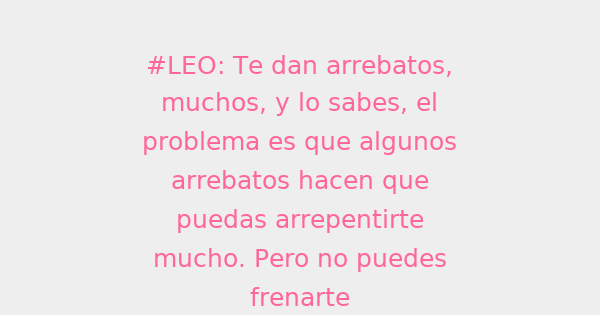 #LEO: Te dan arrebatos,
muchos, y lo sabes, el
problema es que algunos
arrebatos hacen que
puedas arrepentirte
mucho. Pero no puedes
frenarte